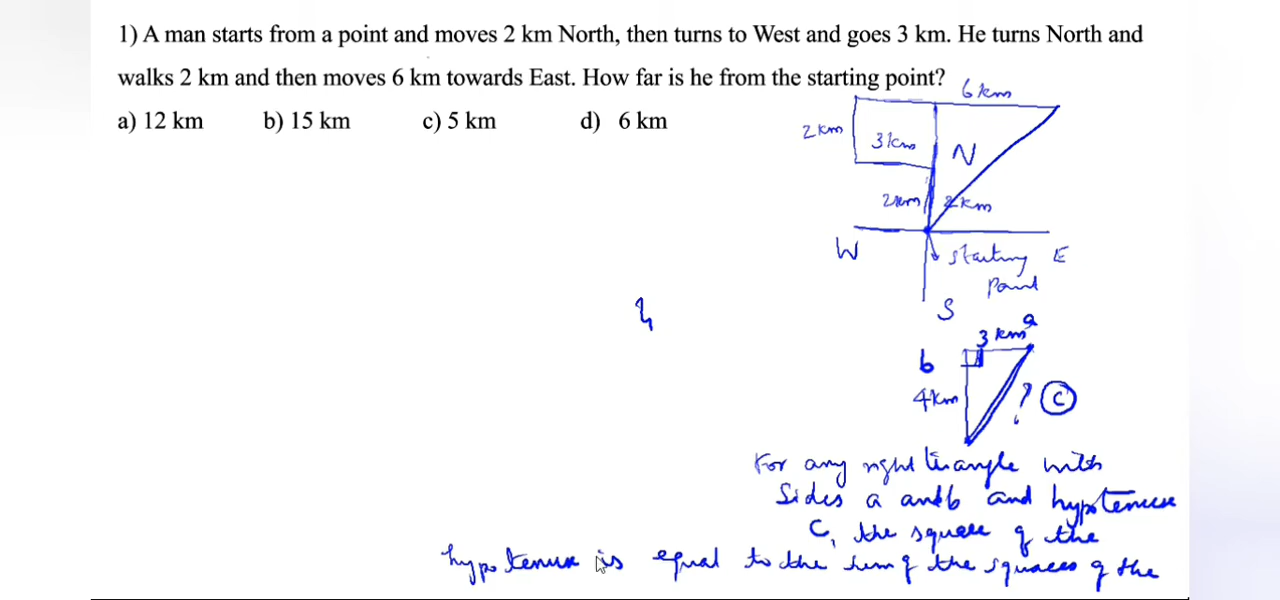 1) A man starts from a point and moves 2 km North, then turns to West and goes 3 km. He turns North and
walks 2 km and then moves 6 km towards East. How far is he from the starting point?
a) 12 km b) 15 km c) 5 km d) 6 km
6 km
2 km
3 km
N
2 km
2 km
W
starting
E
Point
S
a
3 km
b
4 km
?
C
For any right triangle with
Sides a and b and hypotenuse
C, the square of the
hypotenuse is equal to the sum of the squares of the